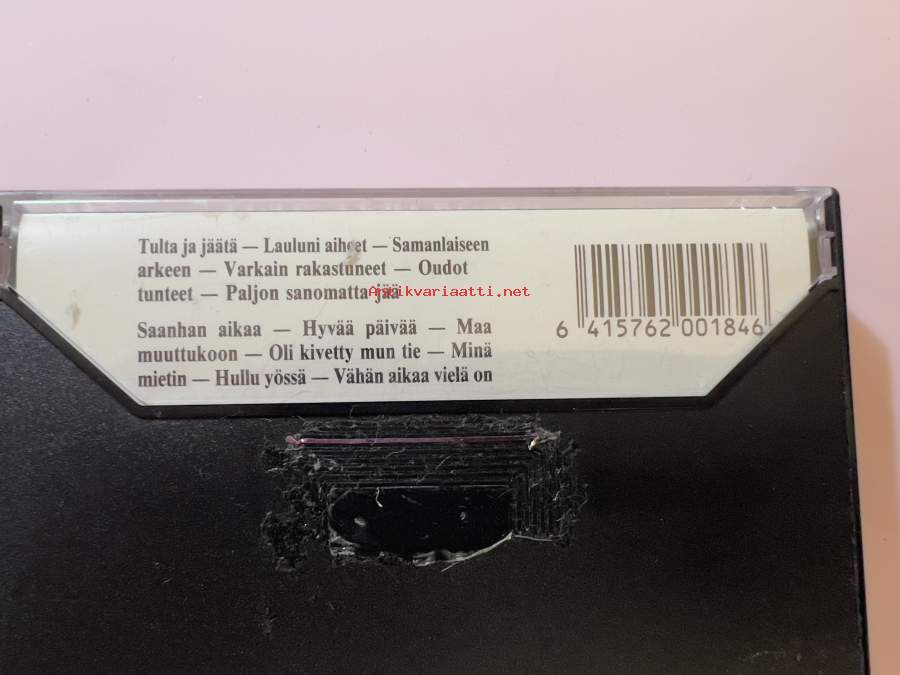 Tulta ja jäätä — Lauluni aiheet — Samanlaiseen
arkeen — Varkain rakastuneet — Oudot
tunteet — Paljon sanomatta jää
Antikvariaatti.net
Saanhan aikaa — Hyvää päivää — Maa
muuttukoon — Oli kivetty mun tie — Minä
mietin — Hullu yössä — Vähän aikaa vielä on
6 415762 001846